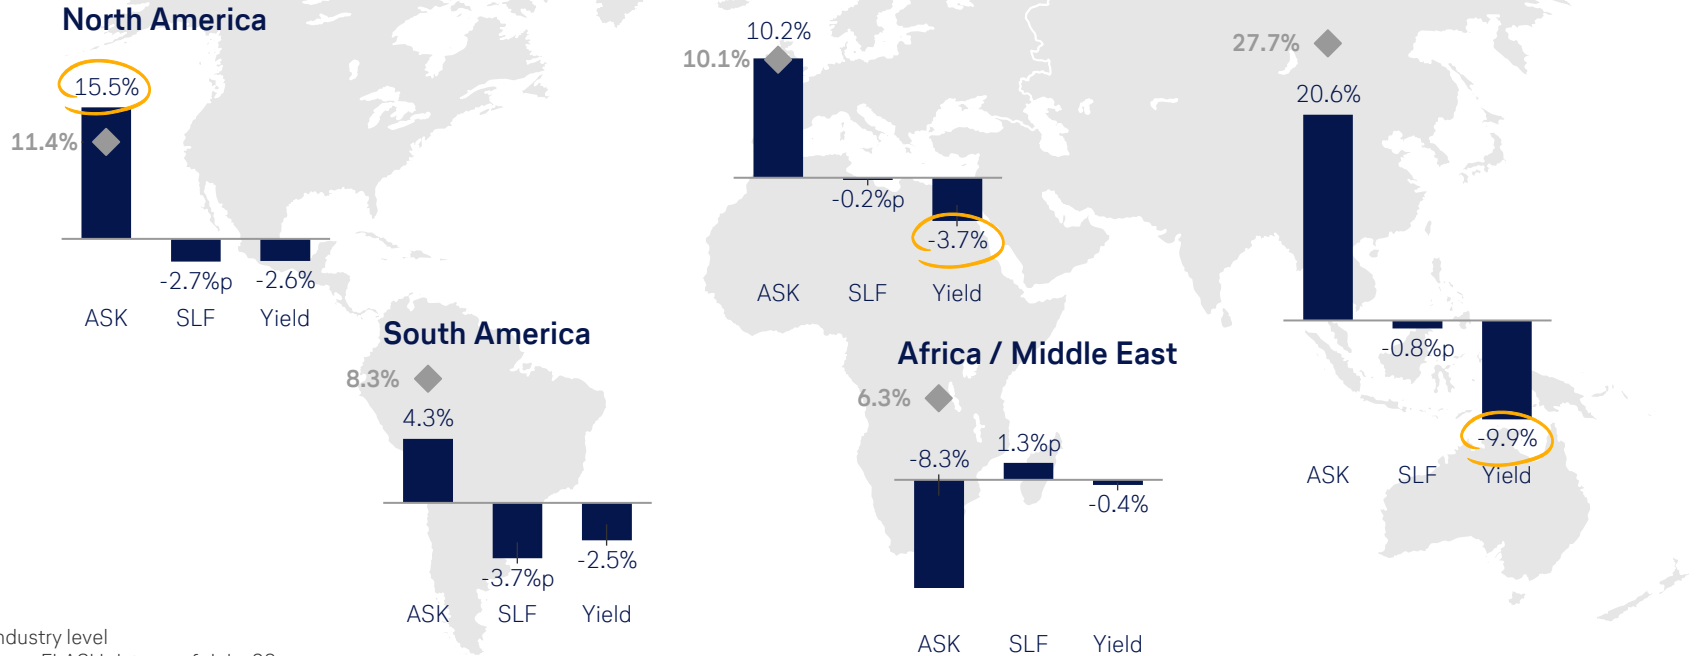 North America
15.5%
11.4%
-2.7%p
-2.6%
ASK SLF Yield
10.2%
10.1%
-0.2%p
-3.7%
ASK SLF Yield
27.7%
20.6%
-0.8%p
-9.9%
ASK SLF Yield
South America
8.3%
4.3%
-3.7%p
-2.5%
ASK SLF Yield
Africa / Middle East
6.3%
-8.3%
1.3%p
-0.4%
ASK SLF Yield
ndustry level